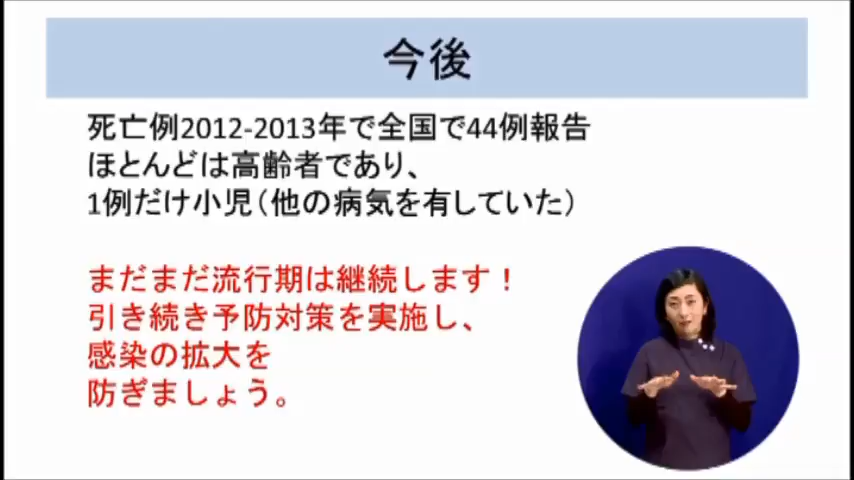 今後
死亡例2012-2013年で全国で44例報告
ほとんどは高齢者であり、
1例だけ小児（他の病気を有していた）
まだまだ流行期は継続します！
引き続き予防対策を実施し、
感染の拡大を
防ぎましょう。